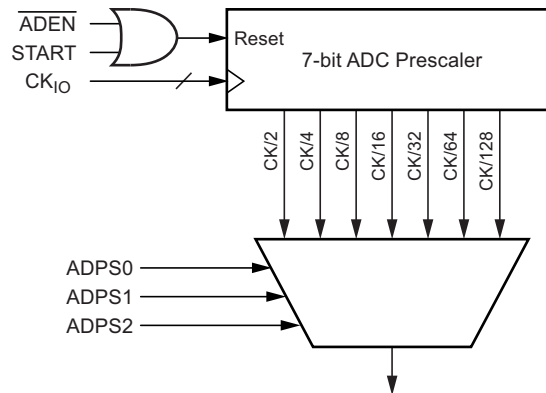 ADEN
START
CK_IO
Reset
7-bit ADC Prescaler
CK/2
CK/4
CK/8
CK/16
CK/32
CK/64
CK/128
ADPS0
ADPS1
ADPS2